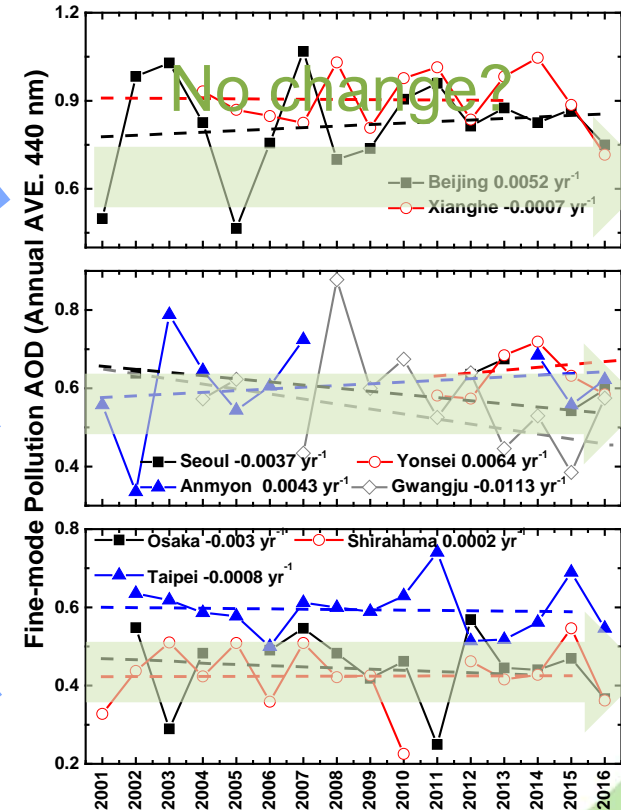 Fine-mode Pollution AOD (Annual AVE. 440 nm)
1.2
No change?
0.9
0.6
Beijing 0.0052 yr-1
Xianghe -0.0007 yr-1
0.8
0.6
0.4
Seoul -0.0037 yr-1 Yonsei 0.0064 yr-1
Anmyon 0.0043 yr-1 Gwangju -0.0113 yr-1
0.8
Osaka -0.003 yr-1 Shirahama 0.0002 yr-1
Taipei -0.0008 yr-1
0.6
0.4
0.2
2001 2002 2003 2004 2005 2006 2007 2008 2009 2010 2011 2012 2013 2014 2015 2016